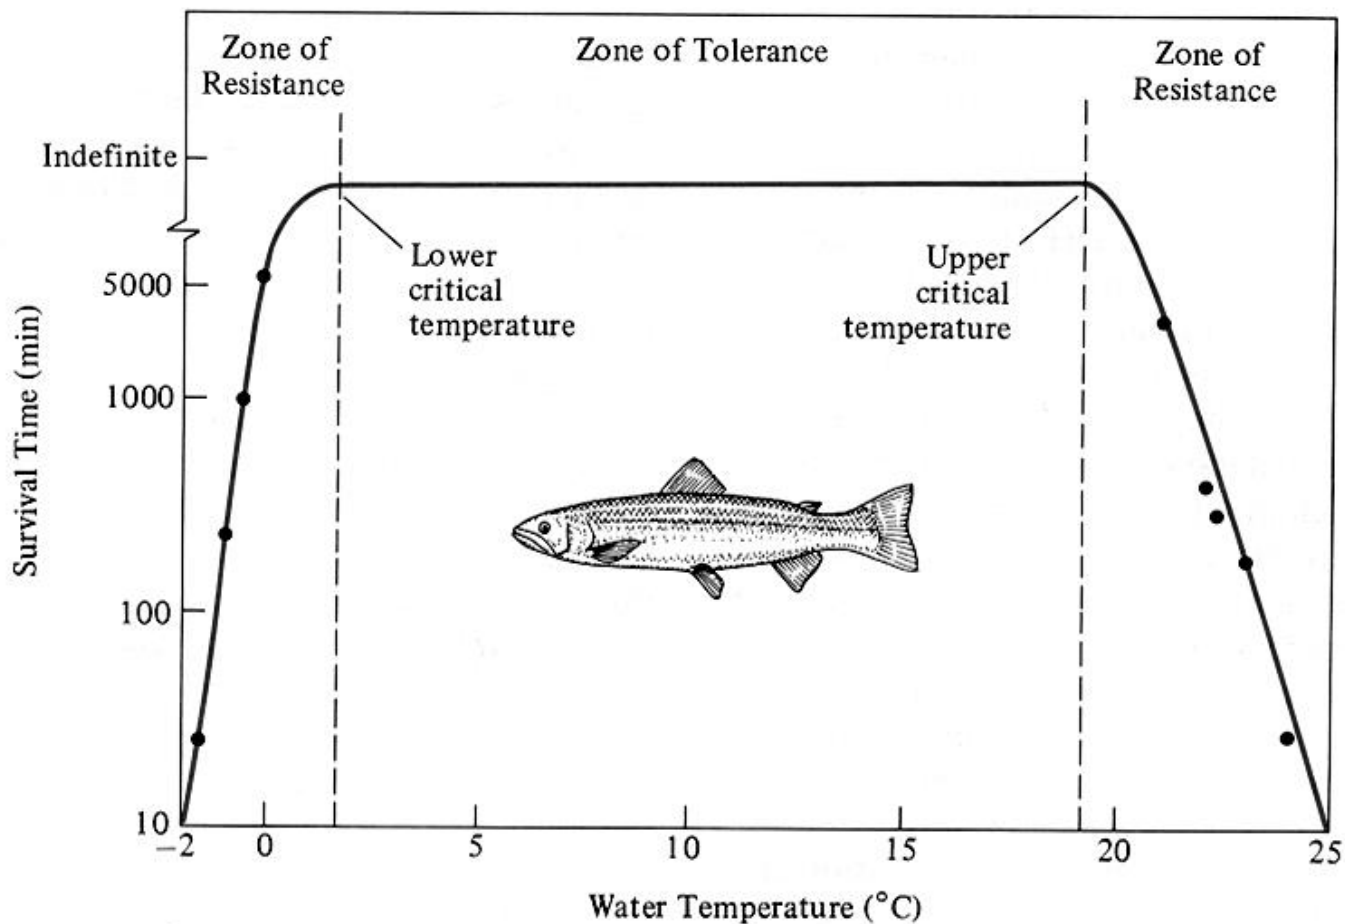 Zone of
Resistance
Zone of Tolerance
Zone of
Resistance
Indefinite
Lower
critical
temperature
Upper
critical
temperature
5000
1000
100
10
Survival Time (min)
−2
0
5
10
15
20
25
Water Temperature (°C)